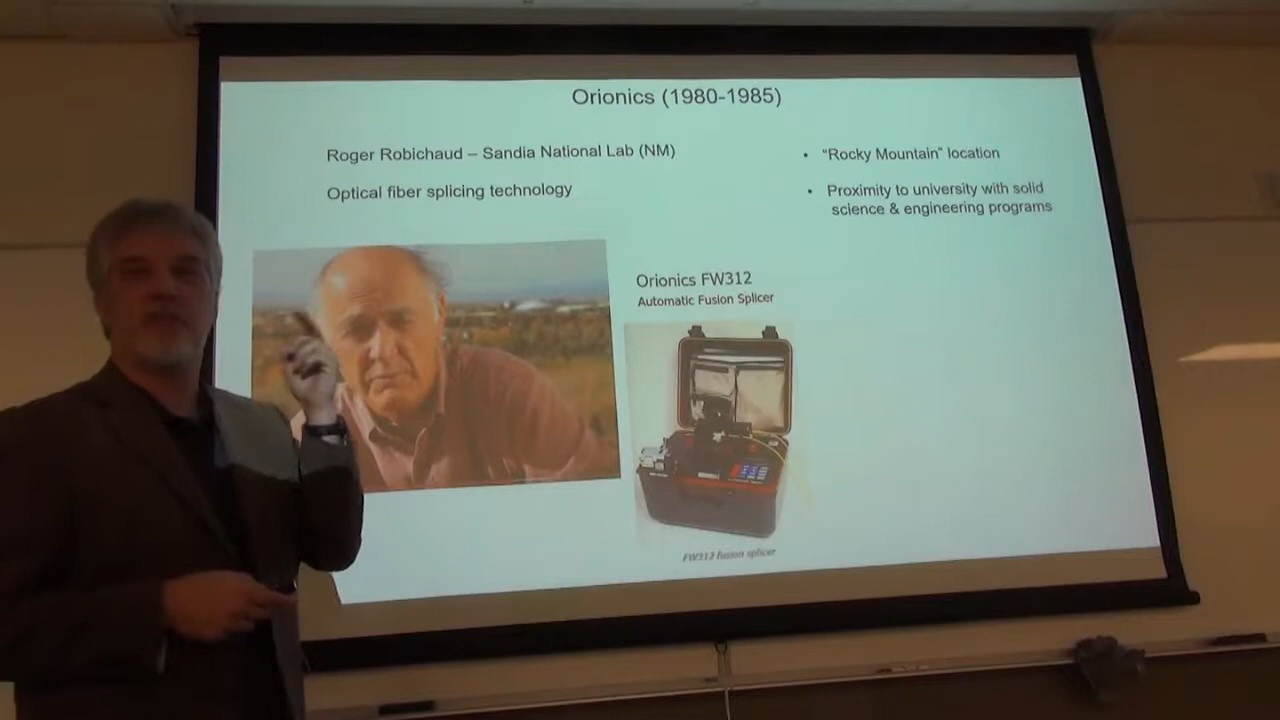 Orionics (1980-1985)
Roger Robichaud – Sandia National Lab (NM)
Optical fiber splicing technology
• “Rocky Mountain” location
• Proximity to university with solid
science & engineering programs
Orionics FW312
Automatic Fusion Splicer
FW312 fusion splicer